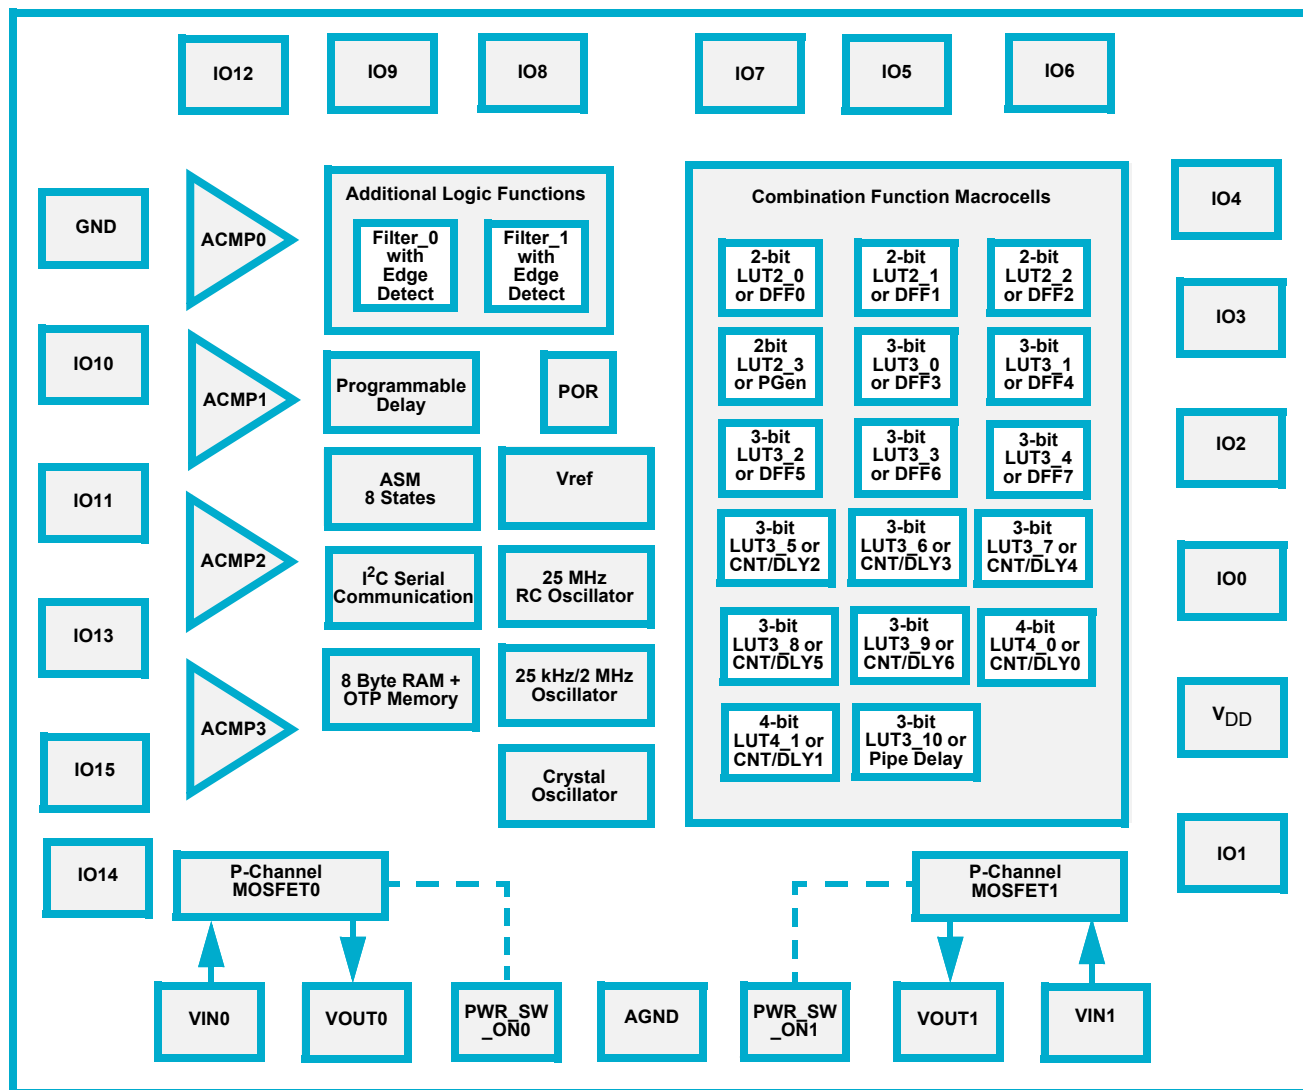 IO12
IO9
IO8
IO7
IO5
IO6
GND
IO10
IO11
IO13
IO15
IO14
ACMP0
ACMP1
ACMP2
ACMP3
Additional Logic Functions
Filter_0
with
Edge
Detect
Filter_1
with
Edge
Detect
Programmable
Delay
POR
ASM
8 States
Vref
I²C Serial
Communication
25 MHz
RC Oscillator
8 Byte RAM +
OTP Memory
25 kHz/2 MHz
Oscillator
Crystal
Oscillator
Combination Function Macrocells
2-bit
LUT2_0
or DFF0
2-bit
LUT2_1
or DFF1
2-bit
LUT2_2
or DFF2
2bit
LUT2_3
or PGen
3-bit
LUT3_0
or DFF3
3-bit
LUT3_1
or DFF4
3-bit
LUT3_2
or DFF5
3-bit
LUT3_3
or DFF6
3-bit
LUT3_4
or DFF7
3-bit
LUT3_5 or
CNT/DLY2
3-bit
LUT3_6 or
CNT/DLY3
3-bit
LUT3_7 or
CNT/DLY4
3-bit
LUT3_8 or
CNT/DLY5
3-bit
LUT3_9 or
CNT/DLY6
4-bit
LUT4_0 or
CNT/DLY0
4-bit
LUT4_1 or
CNT/DLY1
3-bit
LUT3_10 or
Pipe Delay
IO4
IO3
IO2
IO0
VDD
IO1
P-Channel
MOSFET0
P-Channel
MOSFET1
VIN0
VOUT0
PWR_SW
_ON0
AGND
PWR_SW
_ON1
VOUT1
VIN1